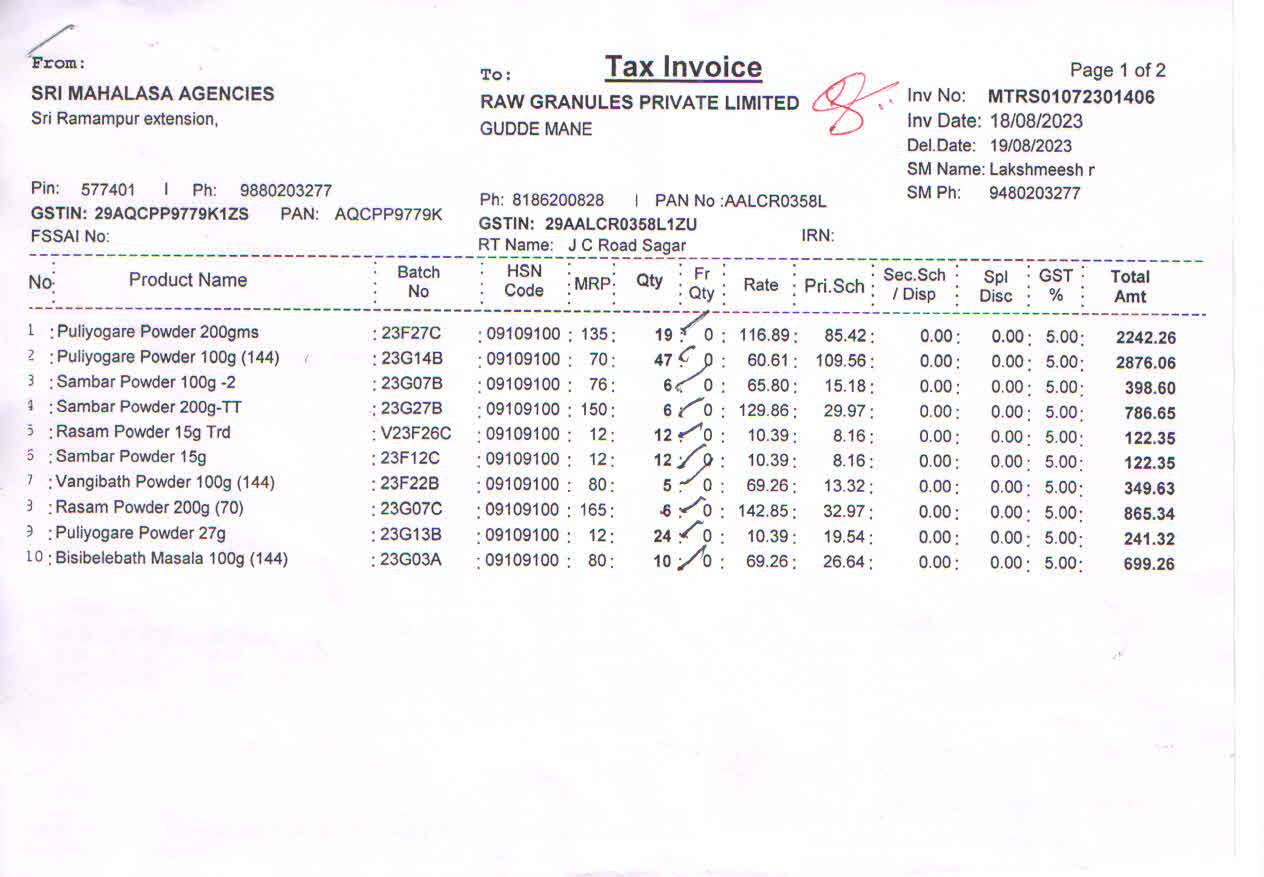 Tax Invoice
Page 1 of 2
From:
SRI MAHALASA AGENCIES
Sri Ramampur extension,
Pin: 577401 | Ph: 9880203277
GSTIN: 29AQCPP9779K1ZS PAN: AQCPP9779K
FSSAI No:
To:
RAW GRANULES PRIVATE LIMITED
GUDDE MANE
Ph: 8186200828 | PAN No :AALCR0358L
GSTIN: 29AALCR0358L1ZU
RT Name: J C Road Sagar
IRN:
Inv No: MTRS01072301406
Inv Date: 18/08/2023
Del.Date: 19/08/2023
SM Name: Lakshmeesh r
SM Ph: 9480203277
No : Product Name : Batch No : HSN Code : MRP : Qty : Fr Qty : Rate : Pri.Sch : Sec.Sch / Disp : Spl Disc : GST % : Total Amt
1 : Puliyogare Powder 200gms : 23F27C : 09109100 : 135 : 19 : 0 : 116.89 : 85.42 : 0.00 : 0.00 : 5.00 : 2242.26
2 : Puliyogare Powder 100g (144) : 23G14B : 09109100 : 70 : 47 : 0 : 60.61 : 109.56 : 0.00 : 0.00 : 5.00 : 2876.06
3 : Sambar Powder 100g -2 : 23G07B : 09109100 : 76 : 6 : 0 : 65.80 : 15.18 : 0.00 : 0.00 : 5.00 : 398.60
4 : Sambar Powder 200g-TT : 23G27B : 09109100 : 150 : 6 : 0 : 129.86 : 29.97 : 0.00 : 0.00 : 5.00 : 786.65
5 : Rasam Powder 15g Trd : V23F26C : 09109100 : 12 : 12 : 0 : 10.39 : 8.16 : 0.00 : 0.00 : 5.00 : 122.35
6 : Sambar Powder 15g : 23F12C : 09109100 : 12 : 12 : 0 : 10.39 : 8.16 : 0.00 : 0.00 : 5.00 : 122.35
7 : Vangibath Powder 100g (144) : 23F22B : 09109100 : 80 : 5 : 0 : 69.26 : 13.32 : 0.00 : 0.00 : 5.00 : 349.63
8 : Rasam Powder 200g (70) : 23G07C : 09109100 : 165 : 6 : 0 : 142.85 : 32.97 : 0.00 : 0.00 : 5.00 : 865.34
9 : Puliyogare Powder 27g : 23G13B : 09109100 : 12 : 24 : 0 : 10.39 : 19.54 : 0.00 : 0.00 : 5.00 : 241.32
10 : Bisibelebath Masala 100g (144) : 23G03A : 09109100 : 80 : 10 : 0 : 69.26 : 26.64 : 0.00 : 0.00 : 5.00 : 699.26